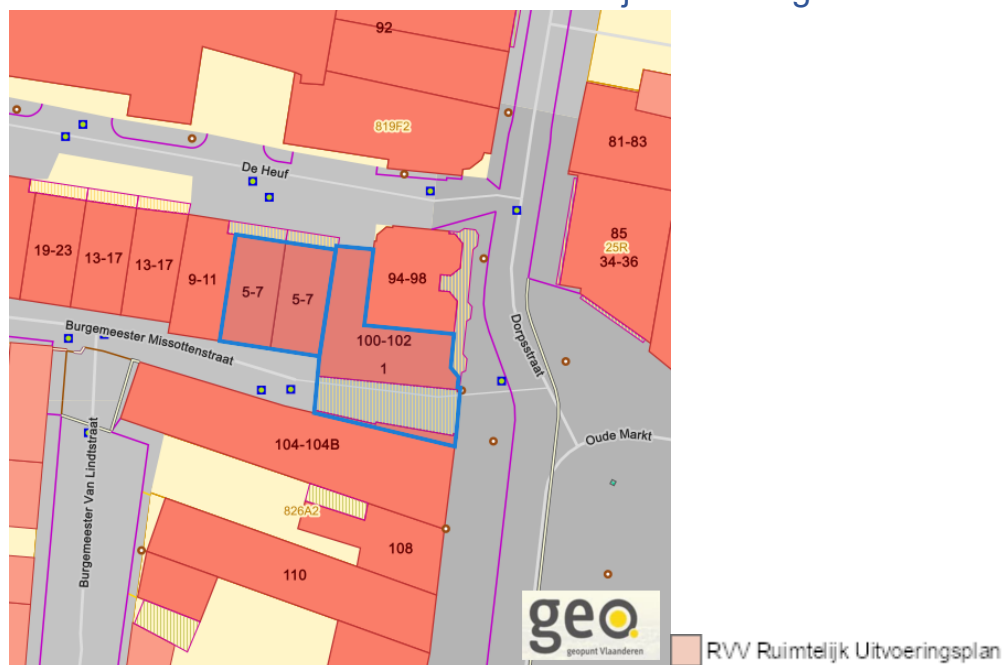 92
819F2
De Heuf
81-83
85
25R
34-36
19-23
13-17
13-17
9-11
5-7
5-7
94-98
100-102
1
Burgemeester Missottenstraat
Dorpsstraat
Oude Markt
104-104B
Burgemeester Van Lindtstraat
826A2
108
110
geo.
geopunt Vlaanderen
RVV Ruimtelijk Uitvoeringsplan